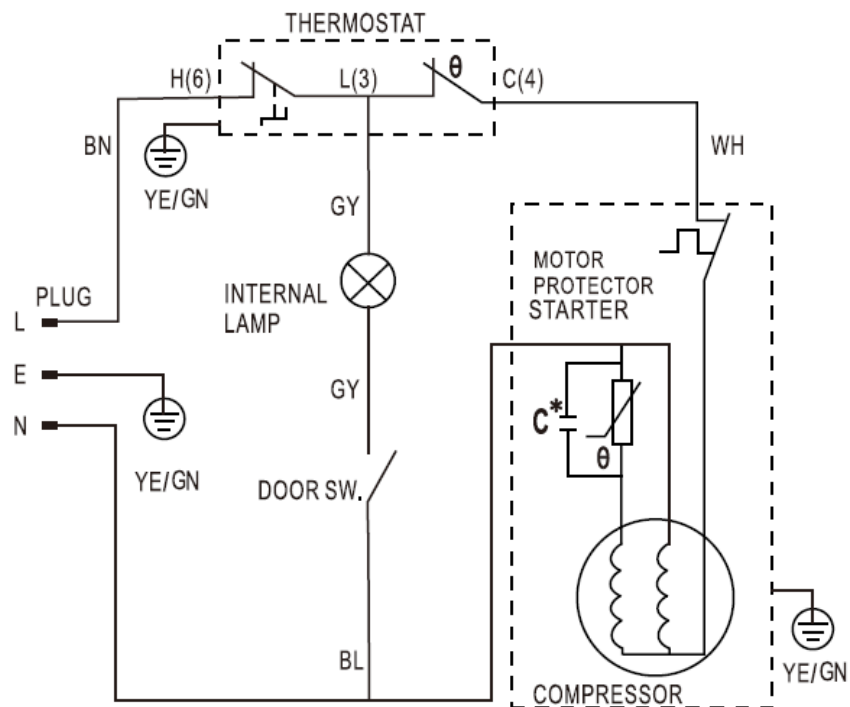 THERMOSTAT
H(6)
L(3)
θ
C(4)
BN
WH
YE/GN
GY
PLUG
INTERNAL
LAMP
MOTOR
PROTECTOR
STARTER
L
E
GY
N
C*
θ
YE/GN
DOOR SW.
BL
YE/GN
COMPRESSOR